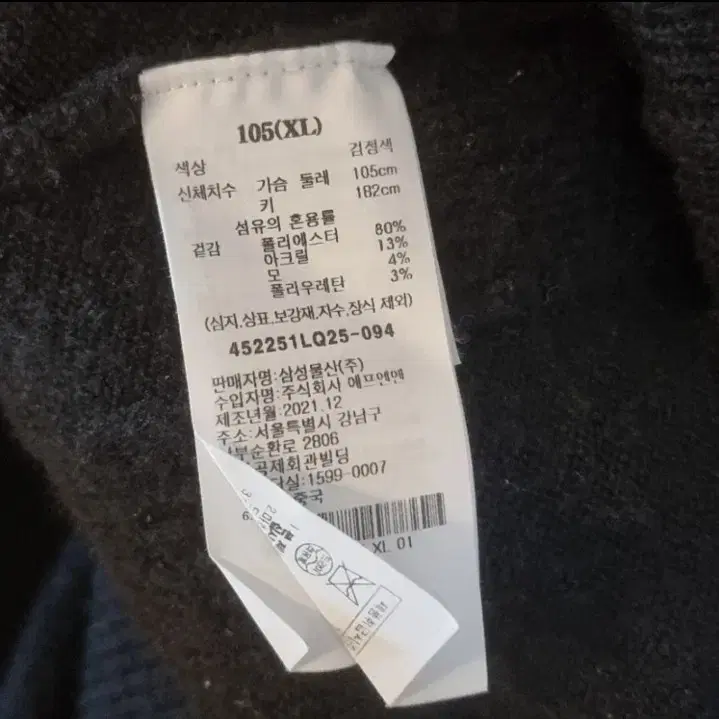 105(XL)
색상 검정색
신체치수 가슴 둘레 105cm
키 182cm
섬유의 혼용률
겉감 폴리에스터 80%
아크릴 13%
모 4%
폴리우레탄 3%
(심지,상표,보강재,자수,장식 제외)
452251LQ25-094
판매자명:삼성물산(주)
수입자명:주식회사 에프엔엔
제조년월:2021.12
주소:서울특별시 강남구
부순환로 2806
공제회관빌딩
실:1599-0007
중국
XL 01